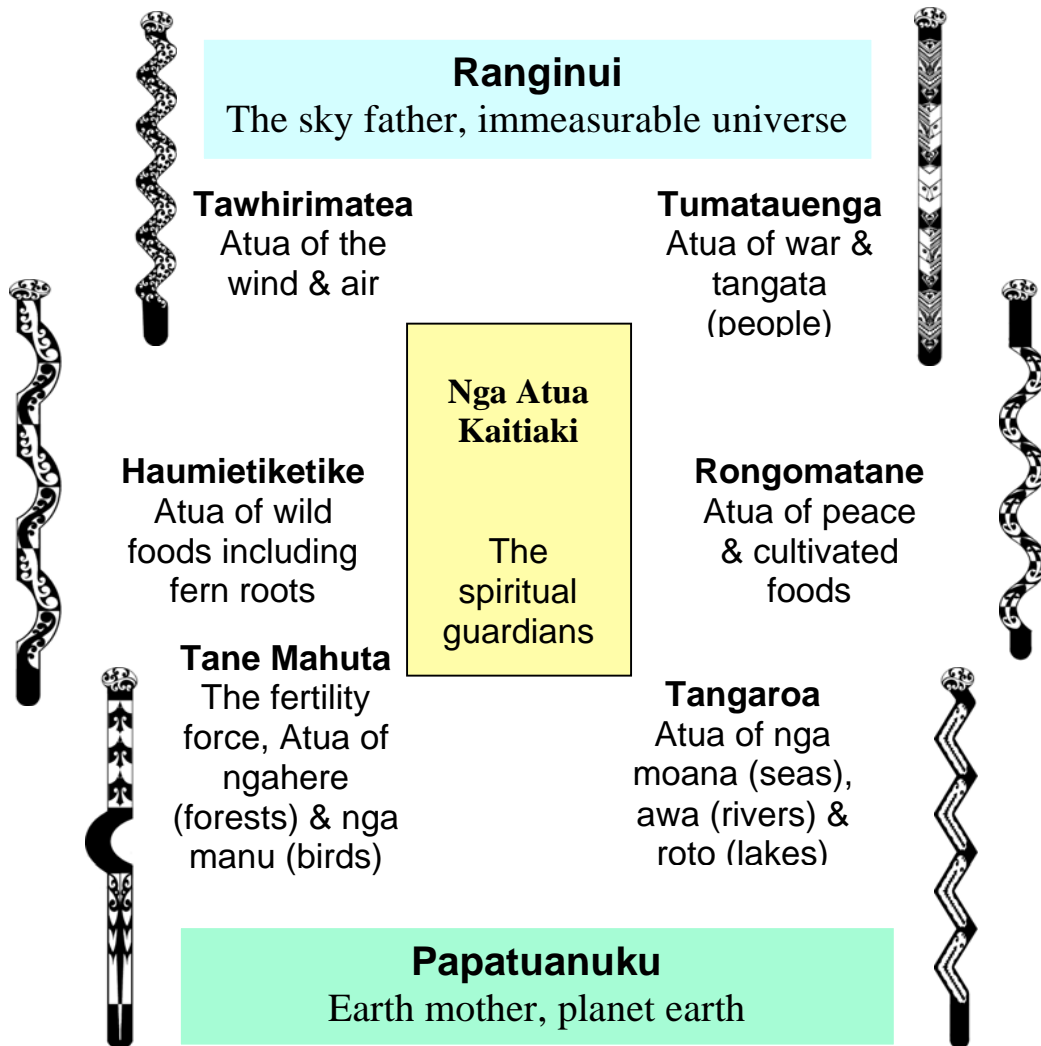 Ranginui
The sky father, immeasurable universe
Tawhirimatea
Atua of the
wind & air
Tumatauenga
Atua of war &
tangata
(people)
Nga Atua
Kaitiaki
The
spiritual
guardians
Haumietiketike
Atua of wild
foods including
fern roots
Rongomatane
Atua of peace
& cultivated
foods
Tane Mahuta
The fertility
force, Atua of
ngahere
(forests) & nga
manu (birds)
Tangaroa
Atua of nga
moana (seas),
awa (rivers) &
roto (lakes)
Papatuanuku
Earth mother, planet earth